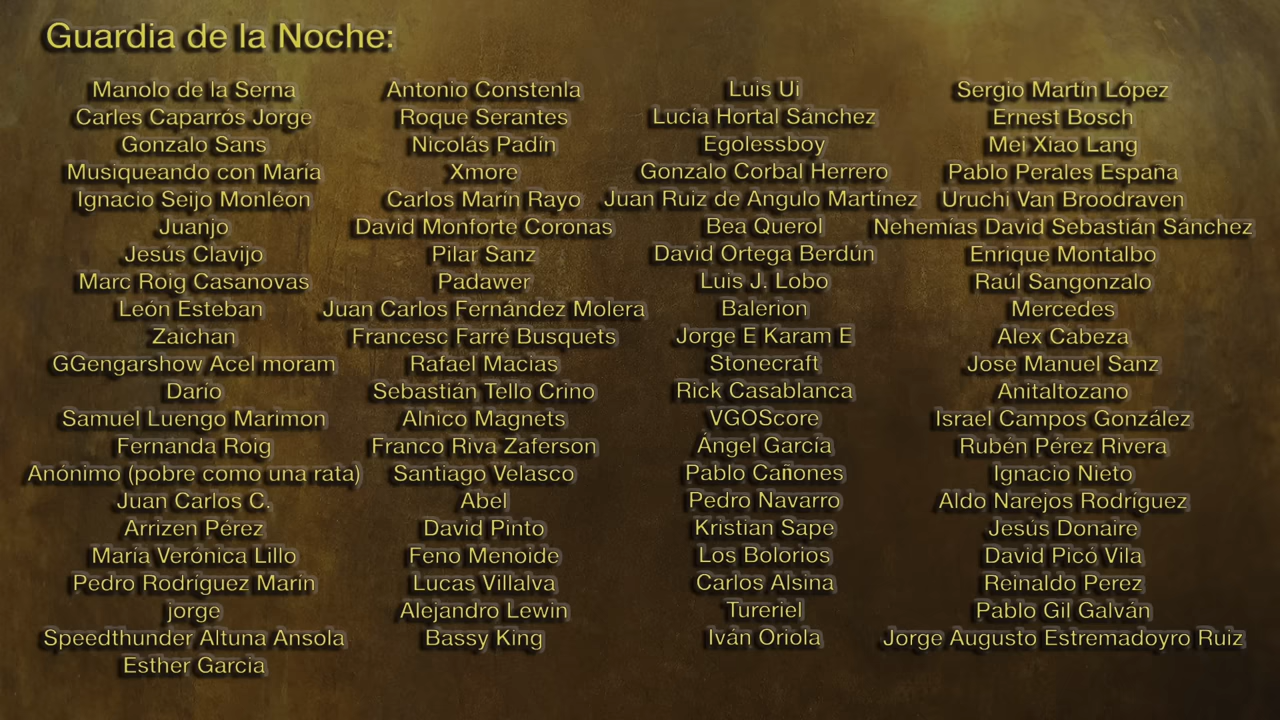 Guardia de la Noche:
Manolo de la Serna
Carles Caparrós Jorge
Gonzalo Sans
Musiqueando con María
Ignacio Seijo Monléon
Juanjo
Jesús Clavijo
Marc Roig Casanovas
León Esteban
Zaichan
GGengarshow Acel moram
Darío
Samuel Luengo Marimon
Fernanda Roig
Anónimo (pobre como una rata)
Juan Carlos C.
Arrizen Pérez
María Verónica Lillo
Pedro Rodríguez Marín
jorge
Speedthunder Altuna Ansola
Esther García
Antonio Constenla
Roque Serantes
Nicolás Padín
Xmore
Carlos Marín Rayo
David Monforte Coronas
Pilar Sanz
Padawer
Juan Carlos Fernández Molera
Francesc Farré Busquets
Rafael Macías
Sebastián Tello Crino
Alnico Magnets
Franco Riva Zaferson
Santiago Velasco
Abel
David Pinto
Feno Menoide
Lucas Villalva
Alejandro Lewin
Bassy King
Luis Ui
Lucía Hortal Sánchez
Egolessboy
Gonzalo Corbal Herrero
Juan Ruiz de Angulo Martínez
Bea Querol
David Ortega Berdún
Luis J. Lobo
Balerion
Jorge E Karam E
Stonecraft
Rick Casablanca
VGOScore
Ángel García
Pablo Cañones
Pedro Navarro
Kristian Sape
Los Bolorios
Carlos Alsina
Tureriel
Iván Oriola
Sergio Martín López
Ernest Bosch
Mei Xiao Lang
Pablo Perales España
Uruchi Van Broodraven
Nehemías David Sebastián Sánchez
Enrique Montalbo
Raúl Sangonzalo
Mercedes
Alex Cabeza
Jose Manuel Sanz
Anitaltozano
Israel Campos González
Rubén Pérez Rivera
Ignacio Nieto
Aldo Narejos Rodríguez
Jesús Donaire
David Picó Vila
Reinaldo Perez
Pablo Gil Galván
Jorge Augusto Estremadoyro Ruiz